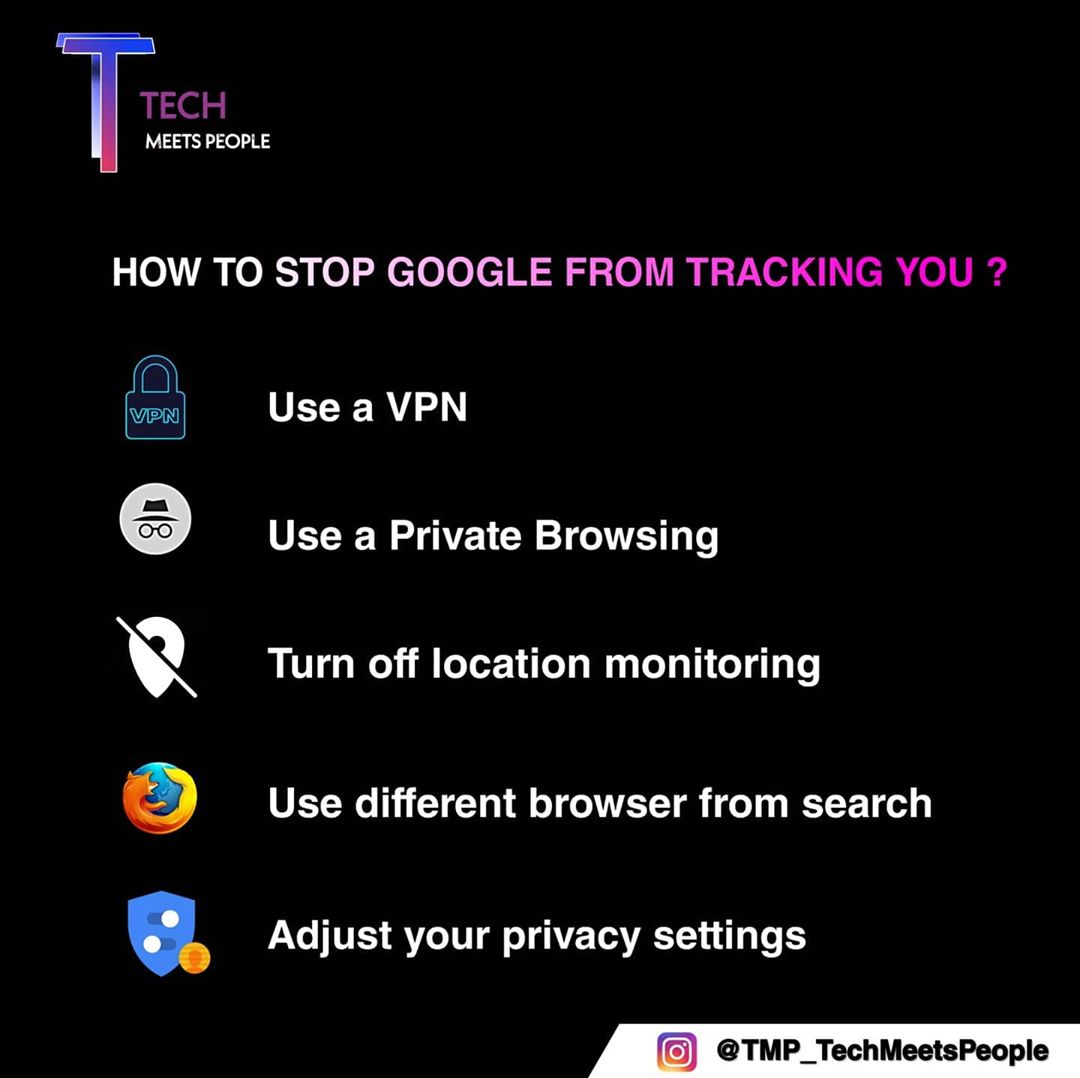 TECH
MEETS PEOPLE
HOW TO STOP GOOGLE FROM TRACKING YOU ?
VPN
Use a VPN
Use a Private Browsing
Turn off location monitoring
Use different browser from search
Adjust your privacy settings
@TMP_TechMeetsPeople